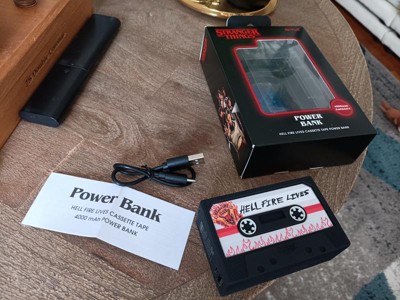 STRANGER THINGS
POWER
BANK
HELL FIRE LIVES CASSETTE TAPE POWER BANK
Power Bank
HELL FIRE LIVES CASSETTE TAPE
4000 mAh POWER BANK
HELL FIRE LIVES